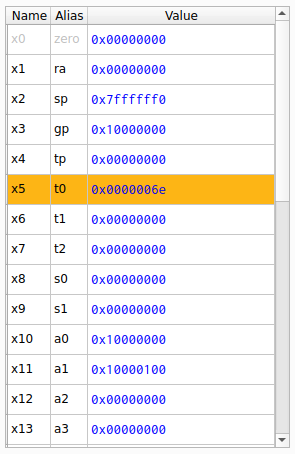 Name Alias Value
x0 zero 0x00000000
x1 ra 0x00000000
x2 sp 0x7ffffff0
x3 gp 0x10000000
x4 tp 0x00000000
x5 t0 0x0000006e
x6 t1 0x00000000
x7 t2 0x00000000
x8 s0 0x00000000
x9 s1 0x00000000
x10 a0 0x10000000
x11 a1 0x10000100
x12 a2 0x00000000
x13 a3 0x00000000